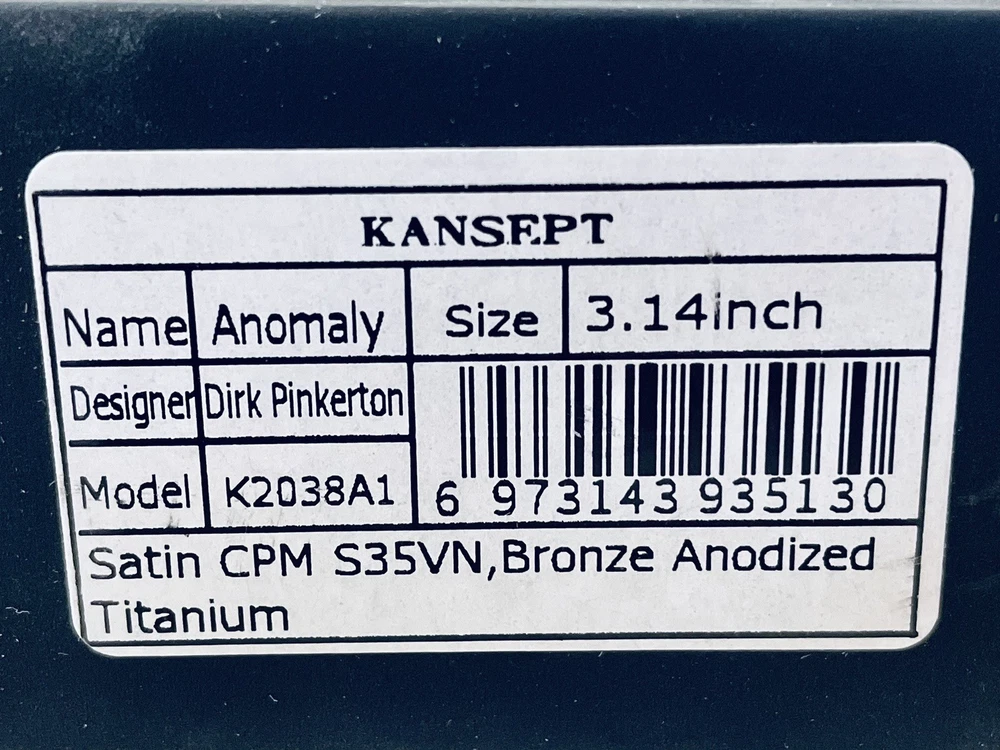 KANSEPT
Name Anomaly Size 3.14inch
Designer Dirk Pinkerton
Model K2038A1 6 973143 935130
Satin CPM S35VN,Bronze Anodized
Titanium